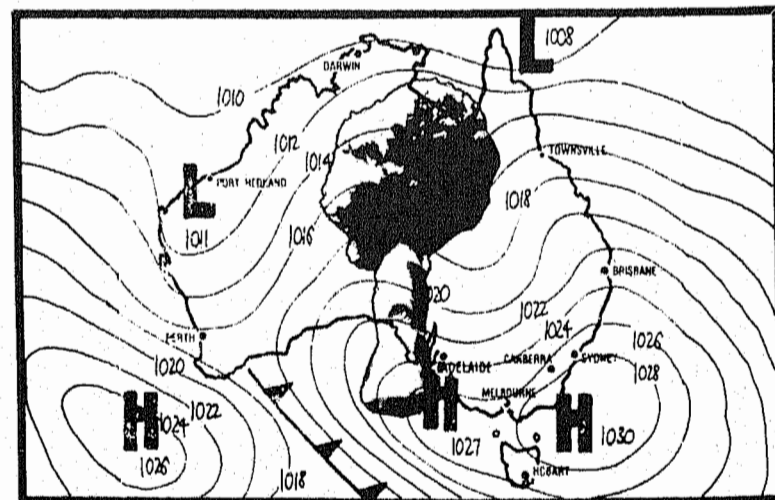 L 1008
DARWIN
1010
1012
1014
TOWNSVILLE
L PORT HEDLAND
1018
1011
1016
BRISBANE
1020
1022
PERTH
1024
1026
1020
ADELAIDE
CANBERRA
SYDNEY
1028
H
1022
H
MELBOURNE
H
1024
1027
1030
1026
1018
HOBART